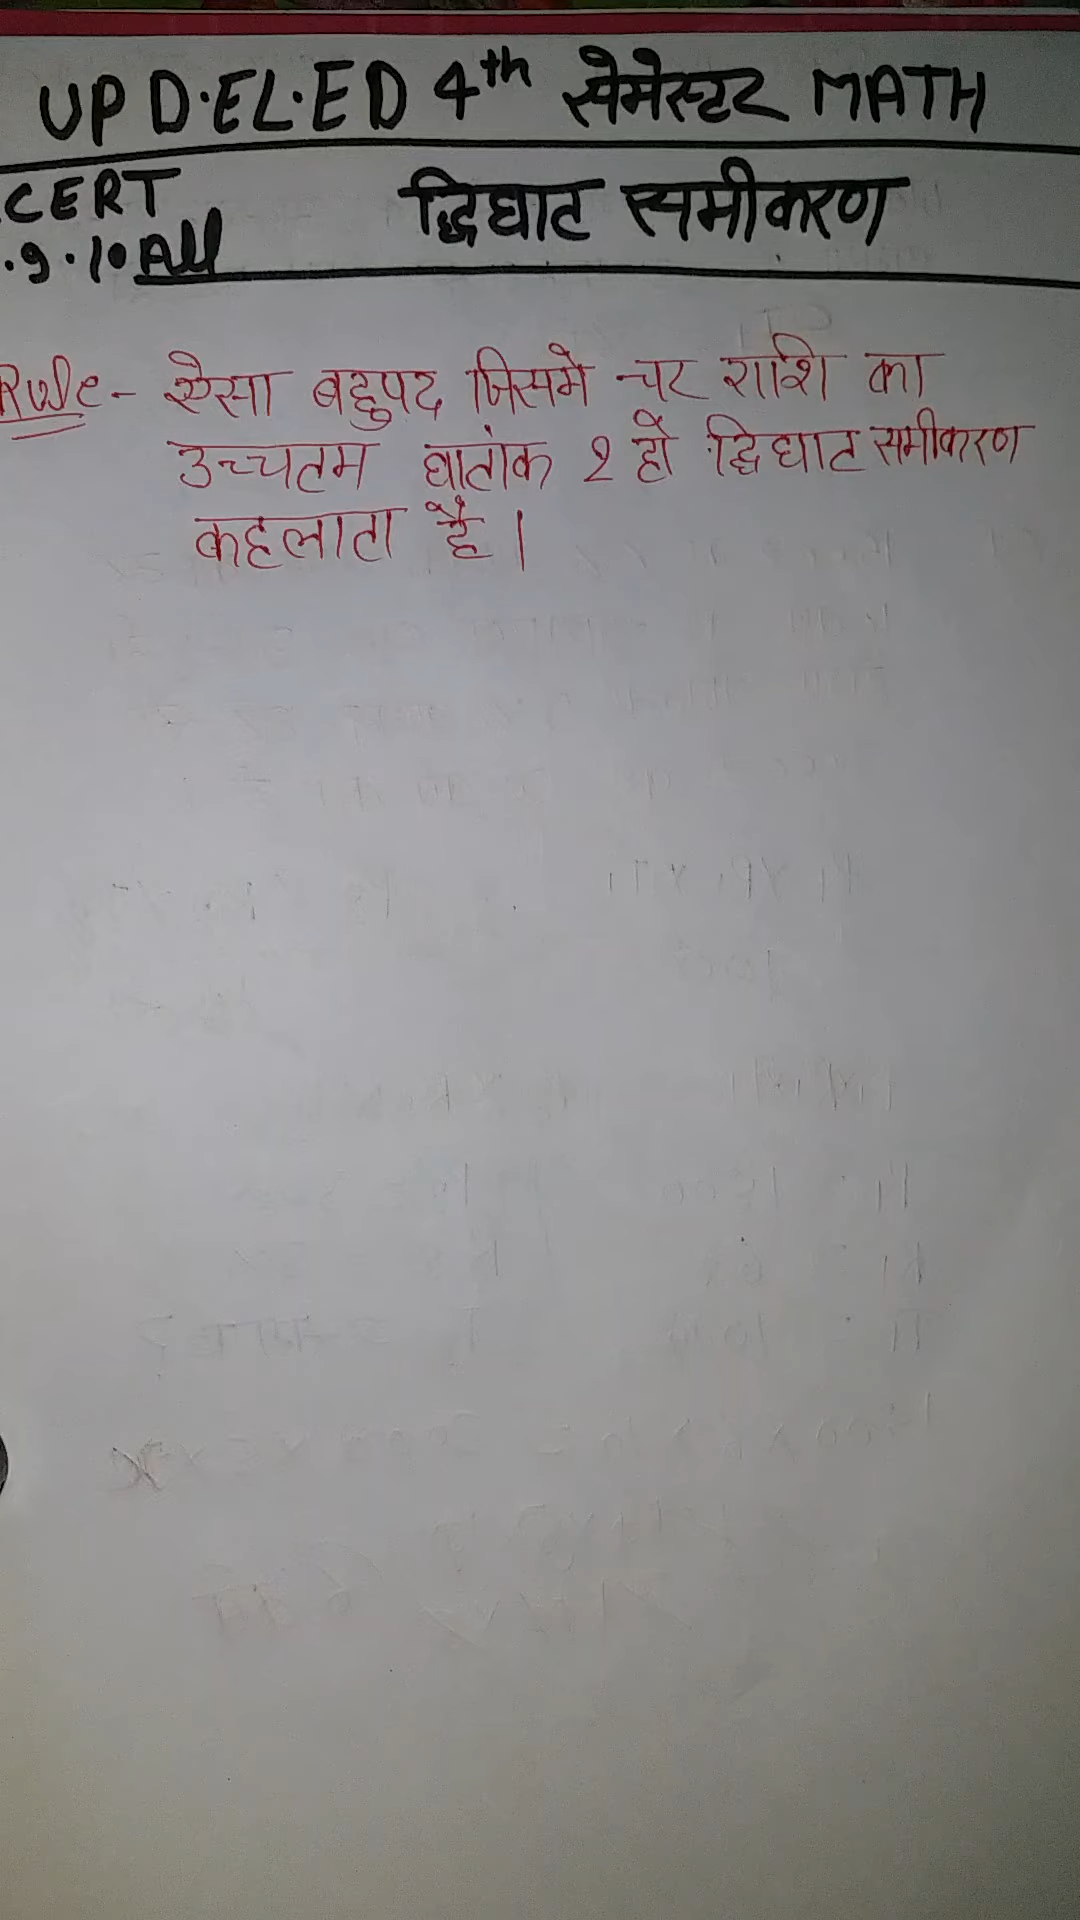 UP D.EL.ED 4th सेमेस्टर MATH
CERT द्विघात समीकरण
.9.10 All
Rule - ऐसा बहुपद जिसमे चर राशि का
उच्चतम घातांक 2 हो द्विघात समीकरण
कहलाता है।